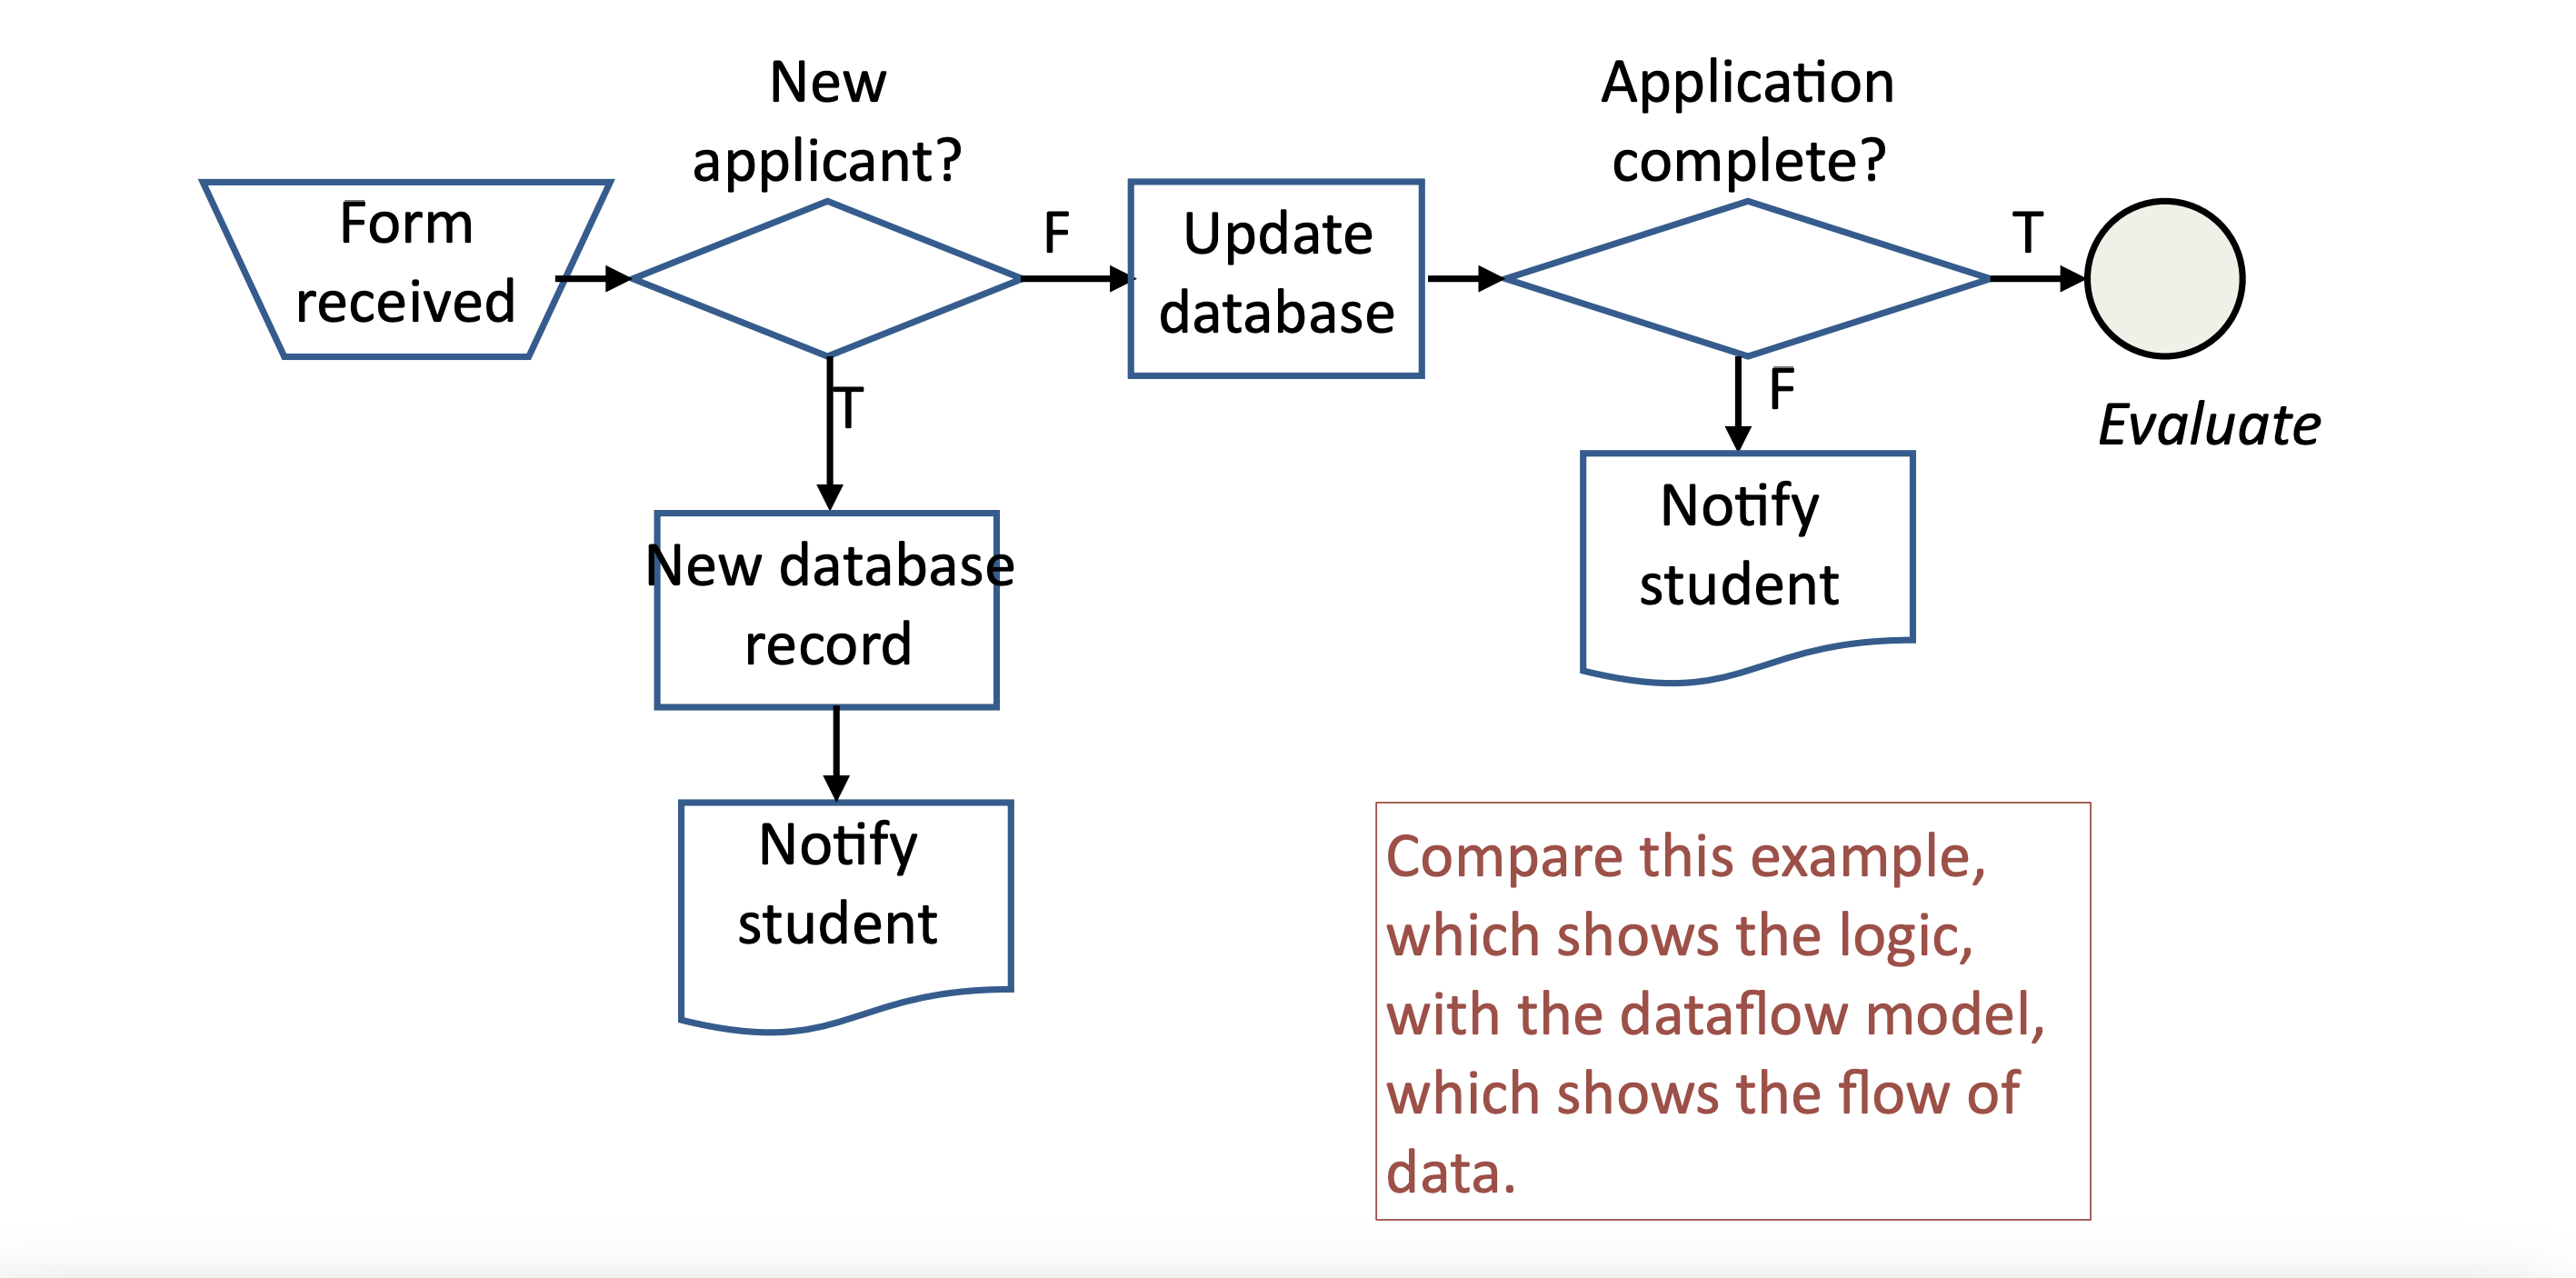 Form
received
New
applicant?
F
T
New database
record
Notify
student
Update
database
Application
complete?
T
F
Evaluate
Notify
student
Compare this example,
which shows the logic,
with the dataflow model,
which shows the flow of
data.